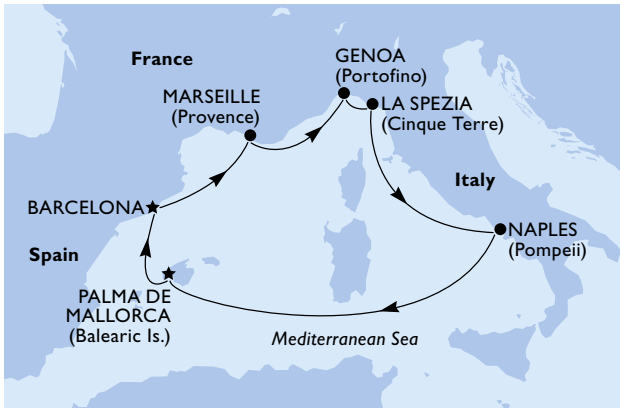 France
GENOA
(Portofino)
MARSEILLE
(Provence)
LA SPEZIA
(Cinque Terre)
Italy
BARCELONA
NAPLES
(Pompeii)
Spain
PALMA DE
MALLORCA
(Balearic Is.)
Mediterranean Sea